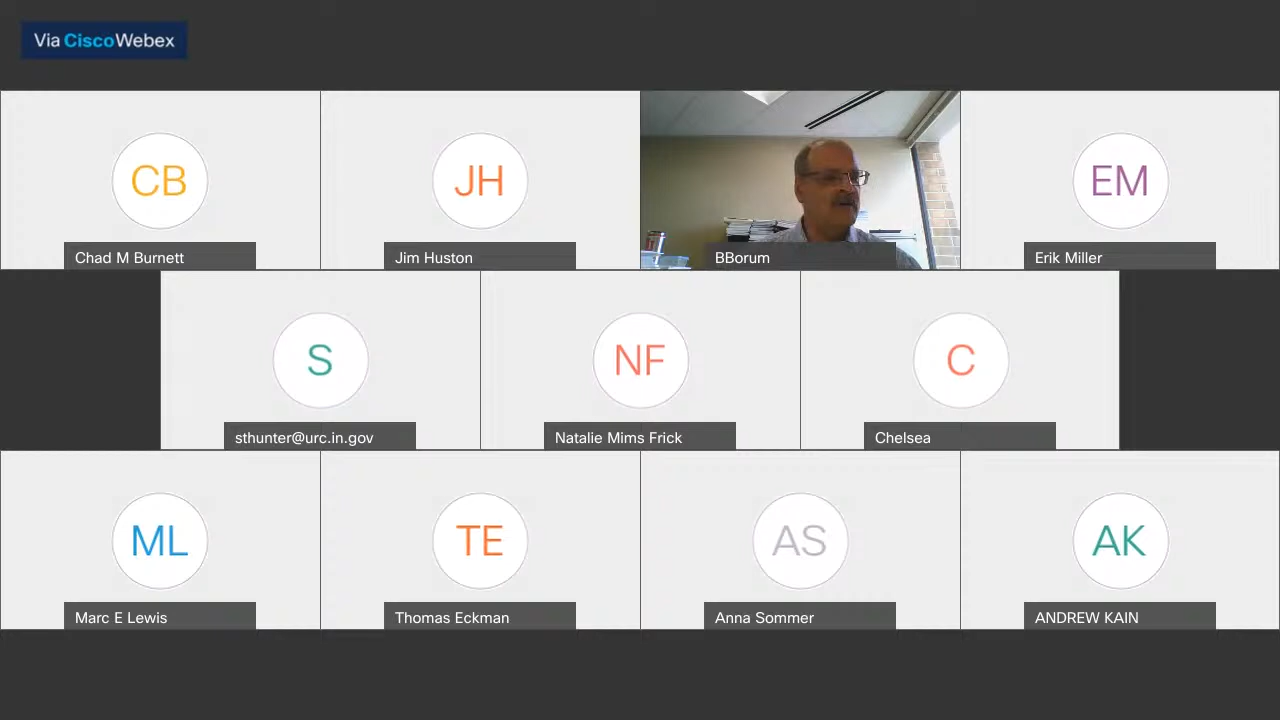 Via CiscoWebex
CB
JH
EM
Chad M Burnett
Jim Huston
BBorum
Erik Miller
S
NF
C
sthunter@urc.in.gov
Natalie Mims Frick
Chelsea
ML
TE
AS
AK
Marc E Lewis
Thomas Eckman
Anna Sommer
ANDREW KAIN